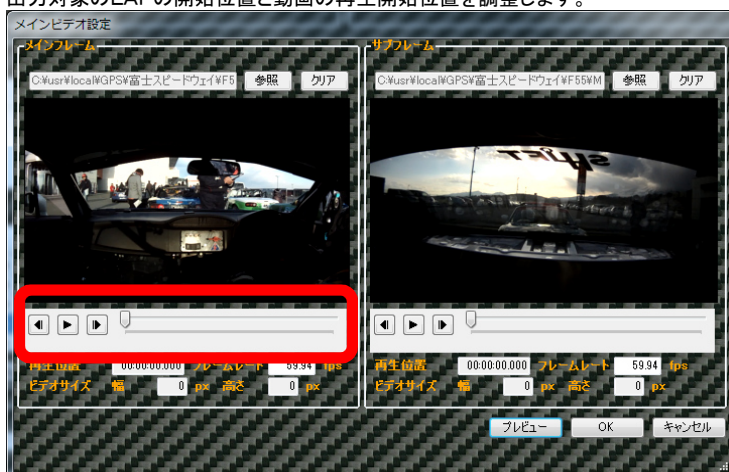 出力対象のLAPの開始位置と動画の再生開始位置を調整します。
メインビデオ設定
メインフレーム
C:¥usr¥local¥GPS¥富士スピードウェイ¥F5 参照 クリア
再生位置 00:00:00.000 フレームレート 59.94 fps
ビデオサイズ 幅 0 px 高さ 0 px
サブフレーム
C:¥usr¥local¥GPS¥富士スピードウェイ¥F55¥M 参照 クリア
再生位置 00:00:00.000 フレームレート 59.94 fps
ビデオサイズ 幅 0 px 高さ 0 px
プレビュー OK キャンセル